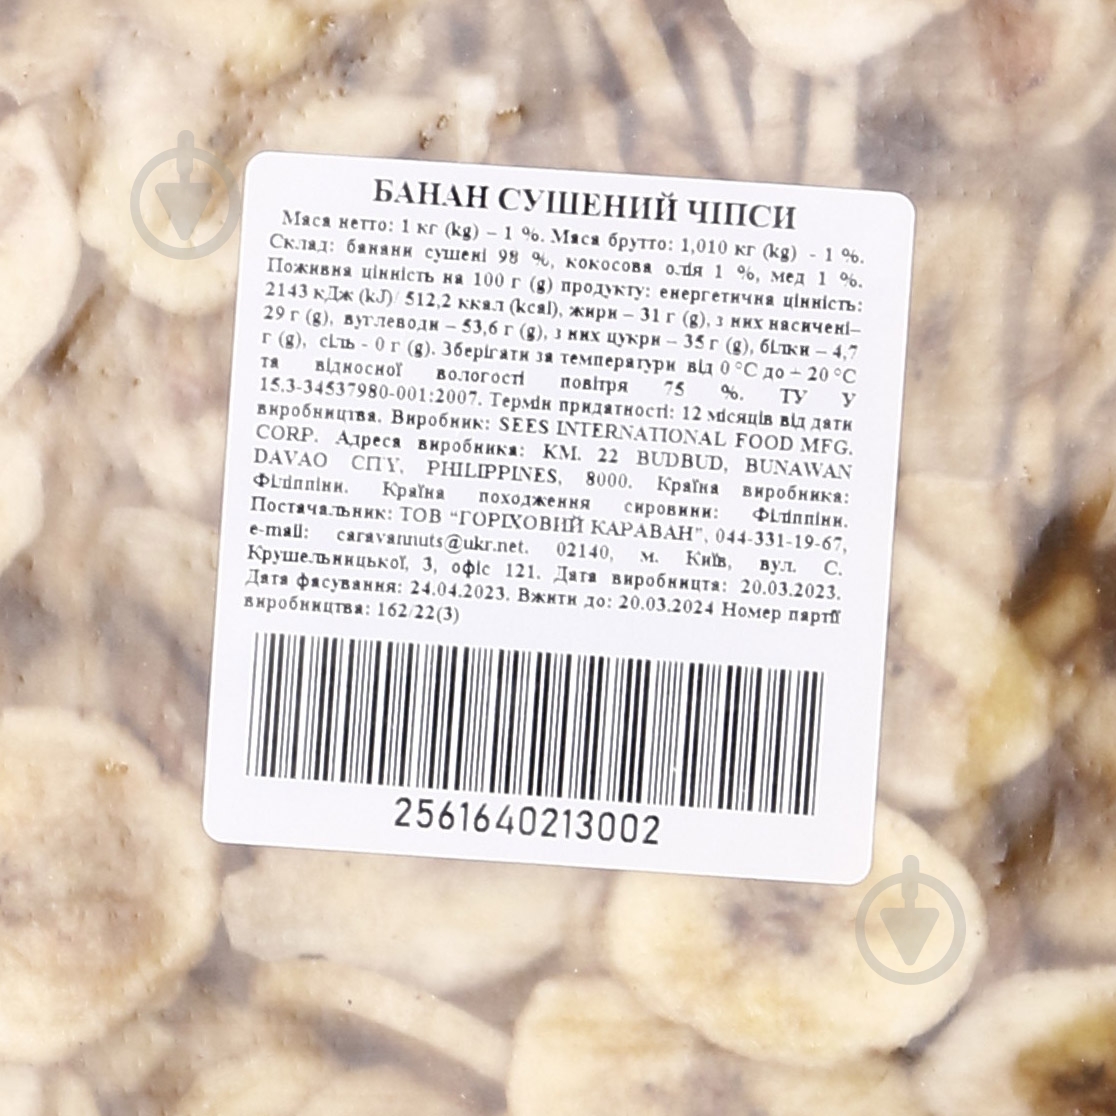 БАНАН СУШЕНИЙ ЧІПСИ
Маса нетто: 1 кг (kg) – 1 %. Маса брутто: 1,010 кг (kg) - 1 %.
Склад: банани сушені 98 %, кокосова олія 1 %, мед 1 %.
Поживна цінність на 100 г (g) продукту: енергетична цінність:
2143 кДж (kJ)/ 512,2 ккал (kcal), жири – 31 г (g), з них насичені–
29 г (g), вуглеводи – 53,6 г (g), з них цукри – 35 г (g), білки – 4,7
г (g), сіль - 0 г (g). Зберігати за температури від 0 °С до + 20 °С
та відносної вологості повітря 75 %. ТУ У
15.3-34537980-001:2007. Термін придатності: 12 місяців від дати
виробництва. Виробник: SEES INTERNATIONAL FOOD MFG.
CORP. Адреса виробника: KM. 22 BUDBUD, BUNAWAN
DAVAO CITY, PHILIPPINES, 8000. Країна виробника:
Філіппіни. Країна походження сировини: Філіппіни.
Постачальник: ТОВ “ГОРІХОВИЙ КАРАВАН”, 044-331-19-67,
e-mail: caravannuts@ukr.net. 02140, м. Київ, вул. С.
Крушельницької, 3, офіс 121. Дата виробницта: 20.03.2023.
Дата фасування: 24.04.2023. Вжити до: 20.03.2024 Номер партії
виробництва: 162/22(3)
2561640213002